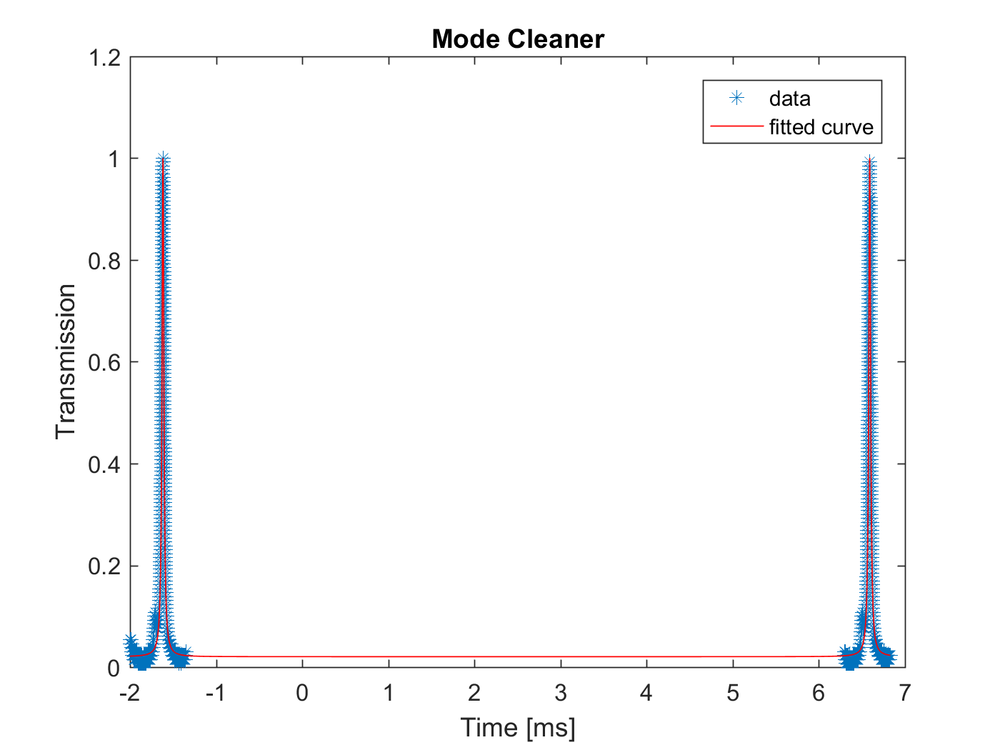 Mode Cleaner
1.2
1
0.8
0.6
0.4
0.2
0
Transmission
data
fitted curve
-2 -1 0 1 2 3 4 5 6 7
Time [ms]